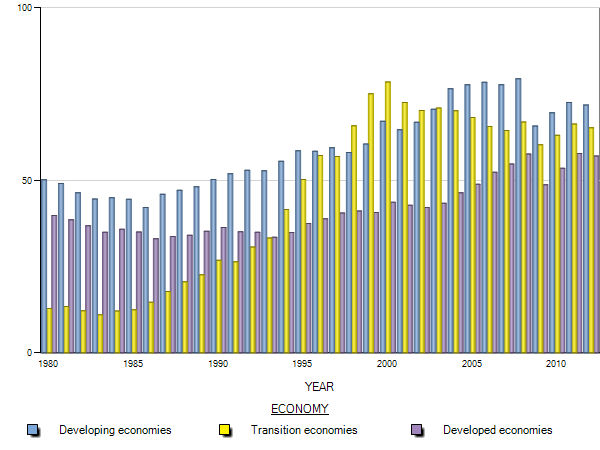 100
50
0
1980 1985 1990 1995 2000 2005 2010
YEAR
ECONOMY
Developing economies Transition economies Developed economies